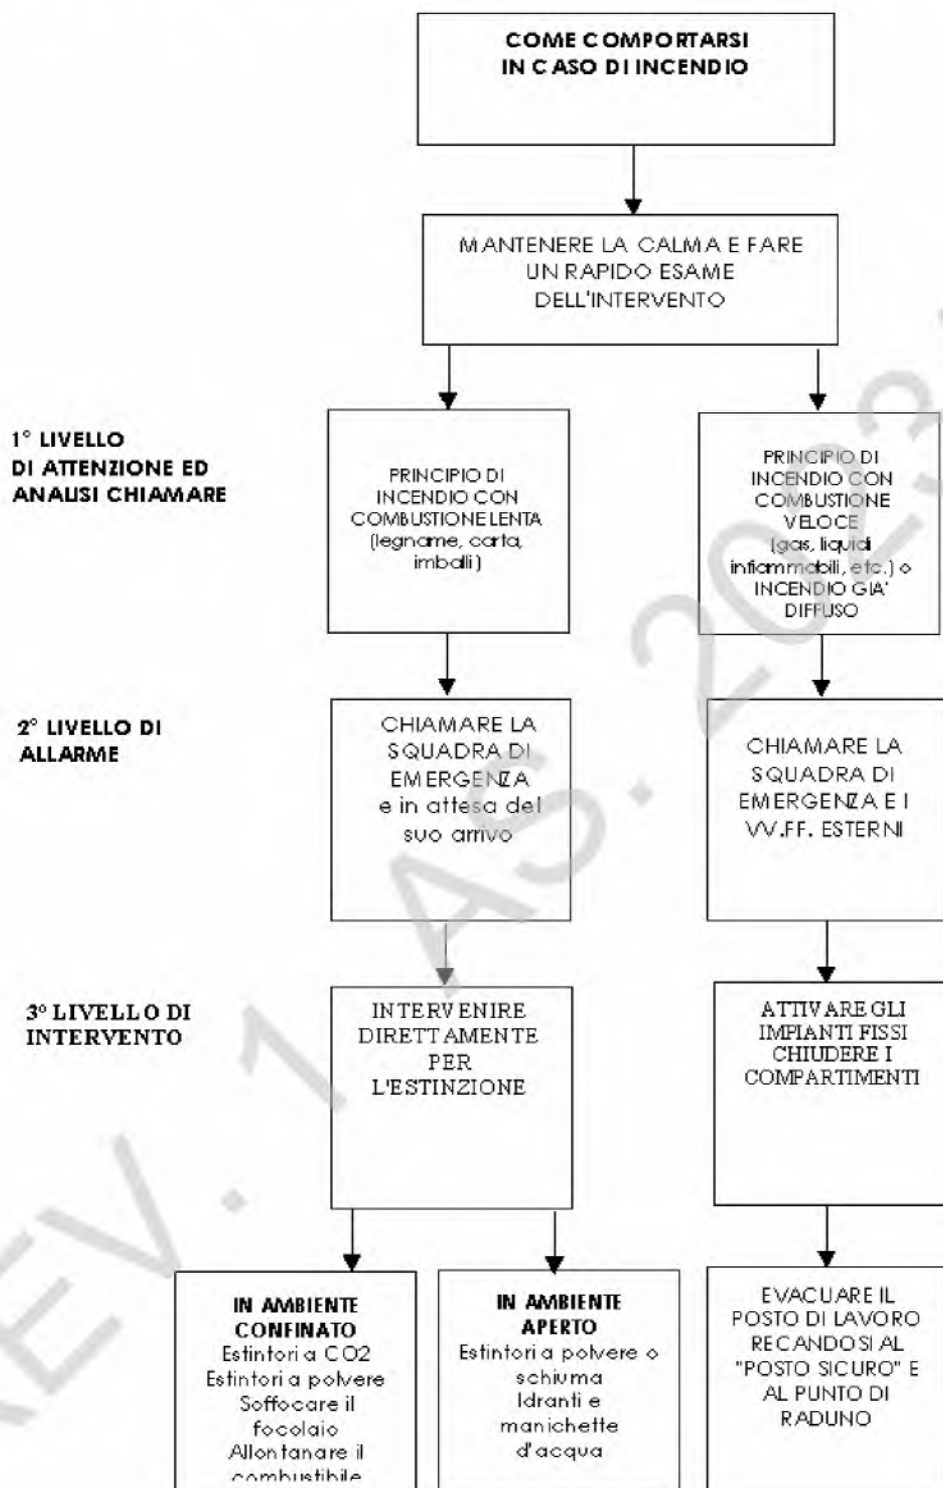 COME COMPORTARSI
IN CASO DI INCENDIO
MANTENERE LA CALMA E FARE
UN RAPIDO ESAME
DELL'INTERVENTO
1° LIVELLO
DI ATTENZIONE ED
ANALISI CHIAMARE
PRINCIPIO DI
INCENDIO CON
COMBUSTIONE LENTA
(legname, carta,
imballi)
PRINCIPIO DI
INCENDIO CON
COMBUSTIONE
VELOCE
(gas, liquidi
infiammabili, etc.) o
INCENDIO GIA'
DIFFUSO
2° LIVELLO DI
ALLARME
CHIAMARE LA
SQUADRA DI
EMERGENZA
e in attesa del
suo arrivo
CHIAMARE LA
SQUADRA DI
EMERGENZA E I
VV.FF. ESTERNI
3° LIVELLO DI
INTERVENTO
INTERVENIRE
DIRETTAMENTE
PER
L'ESTINZIONE
ATTIVARE GLI
IMPIANTI FISSI
CHIUDERE I
COMPARTIMENTI
IN AMBIENTE
CONFINATO
Estintori a CO2
Estintori a polvere
Soffocare il
focolaio
Allontanare il
combustibile
IN AMBIENTE
APERTO
Estintori a polvere o
schiuma
Idranti e
manichette
d'acqua
EVACUARE IL
POSTO DI LAVORO
RECANDOSI AL
"POSTO SICURO" E
AL PUNTO DI
RADUNO
REV. 1 AS. 2023